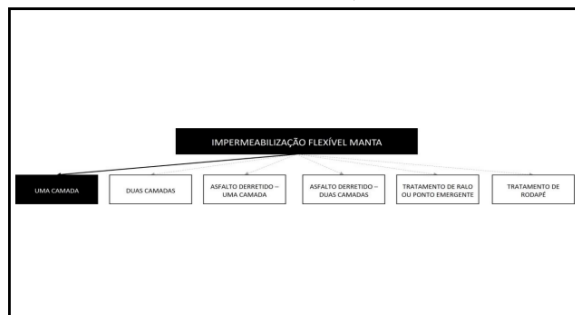 IMPERMEABILIZAÇÃO FLEXÍVEL MANTA
UMA CAMADA
DUAS CAMADAS
ASFALTO DERRETIDO –
UMA CAMADA
ASFALTO DERRETIDO –
DUAS CAMADAS
TRATAMENTO DE RALO
OU PONTO EMERGENTE
TRATAMENTO DE
RODAPÉ